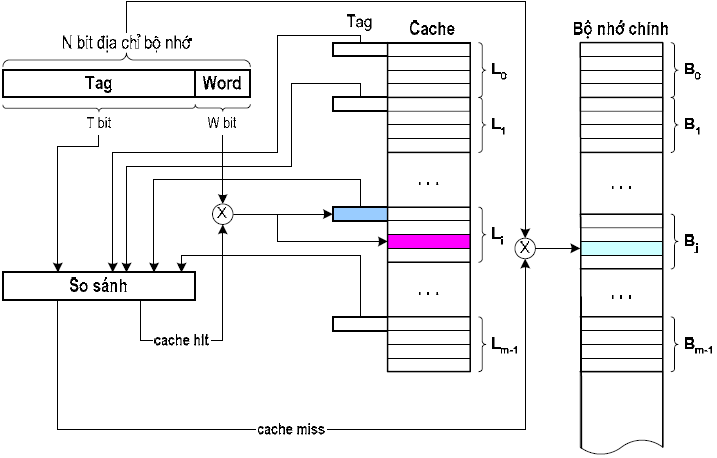 N bit địa chỉ bộ nhớ
Tag
Word
T bit
W bit
Tag
Cache
Bộ nhớ chính
L0
L1
. . .
Li
. . .
Lm-1
B0
B1
. . .
Bj
. . .
Bm-1
X
X
So sánh
cache hit
cache miss